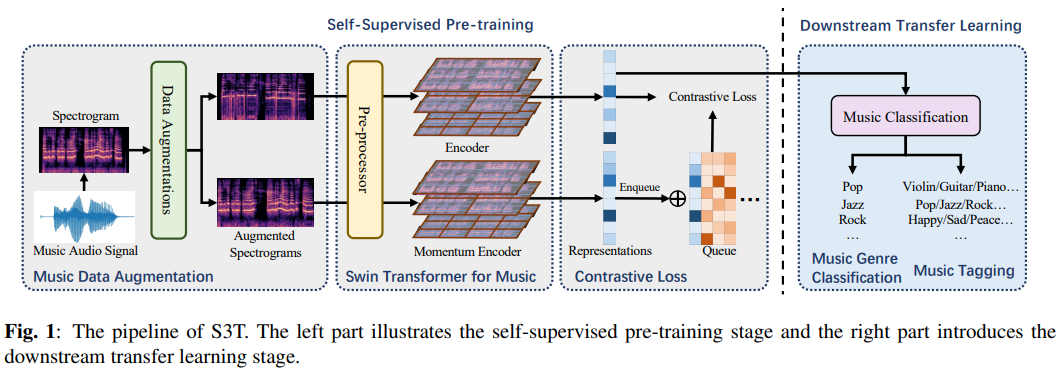 Self-Supervised Pre-training
Downstream Transfer Learning
Spectrogram
Music Audio Signal
Data Augmentations
Augmented
Spectrograms
Music Data Augmentation
Pre-processor
Encoder
Momentum Encoder
Swin Transformer for Music
Contrastive Loss
Enqueue
...
Representations
Queue
Contrastive Loss
Music Classification
Pop
Jazz
Rock
...
Violin/Guitar/Piano...
Pop/Jazz/Rock...
Happy/Sad/Peace...
...
Music Genre
Classification
Music Tagging
Fig. 1: The pipeline of S3T. The left part illustrates the self-supervised pre-training stage and the right part introduces the
downstream transfer learning stage.